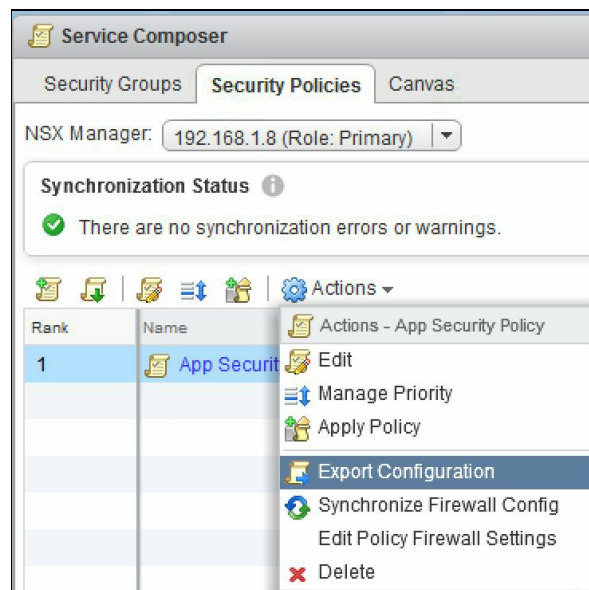 Service Composer
Security Groups Security Policies Canvas
NSX Manager: 192.168.1.8 (Role: Primary)
Synchronization Status
There are no synchronization errors or warnings.
Actions
Rank Name Actions - App Security Policy
1 App Securit Edit
Manage Priority
Apply Policy
Export Configuration
Synchronize Firewall Config
Edit Policy Firewall Settings
Delete